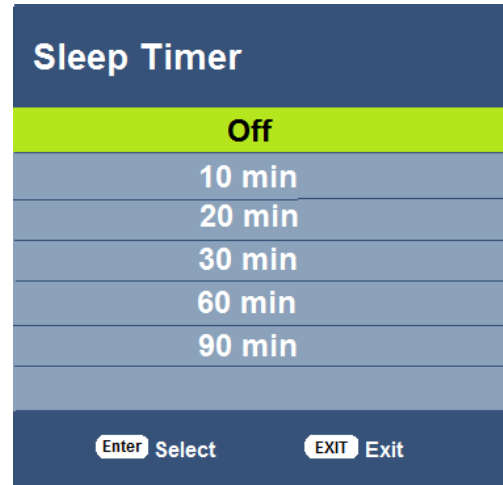 Sleep Timer
Off
10 min
20 min
30 min
60 min
90 min
Enter Select EXIT Exit